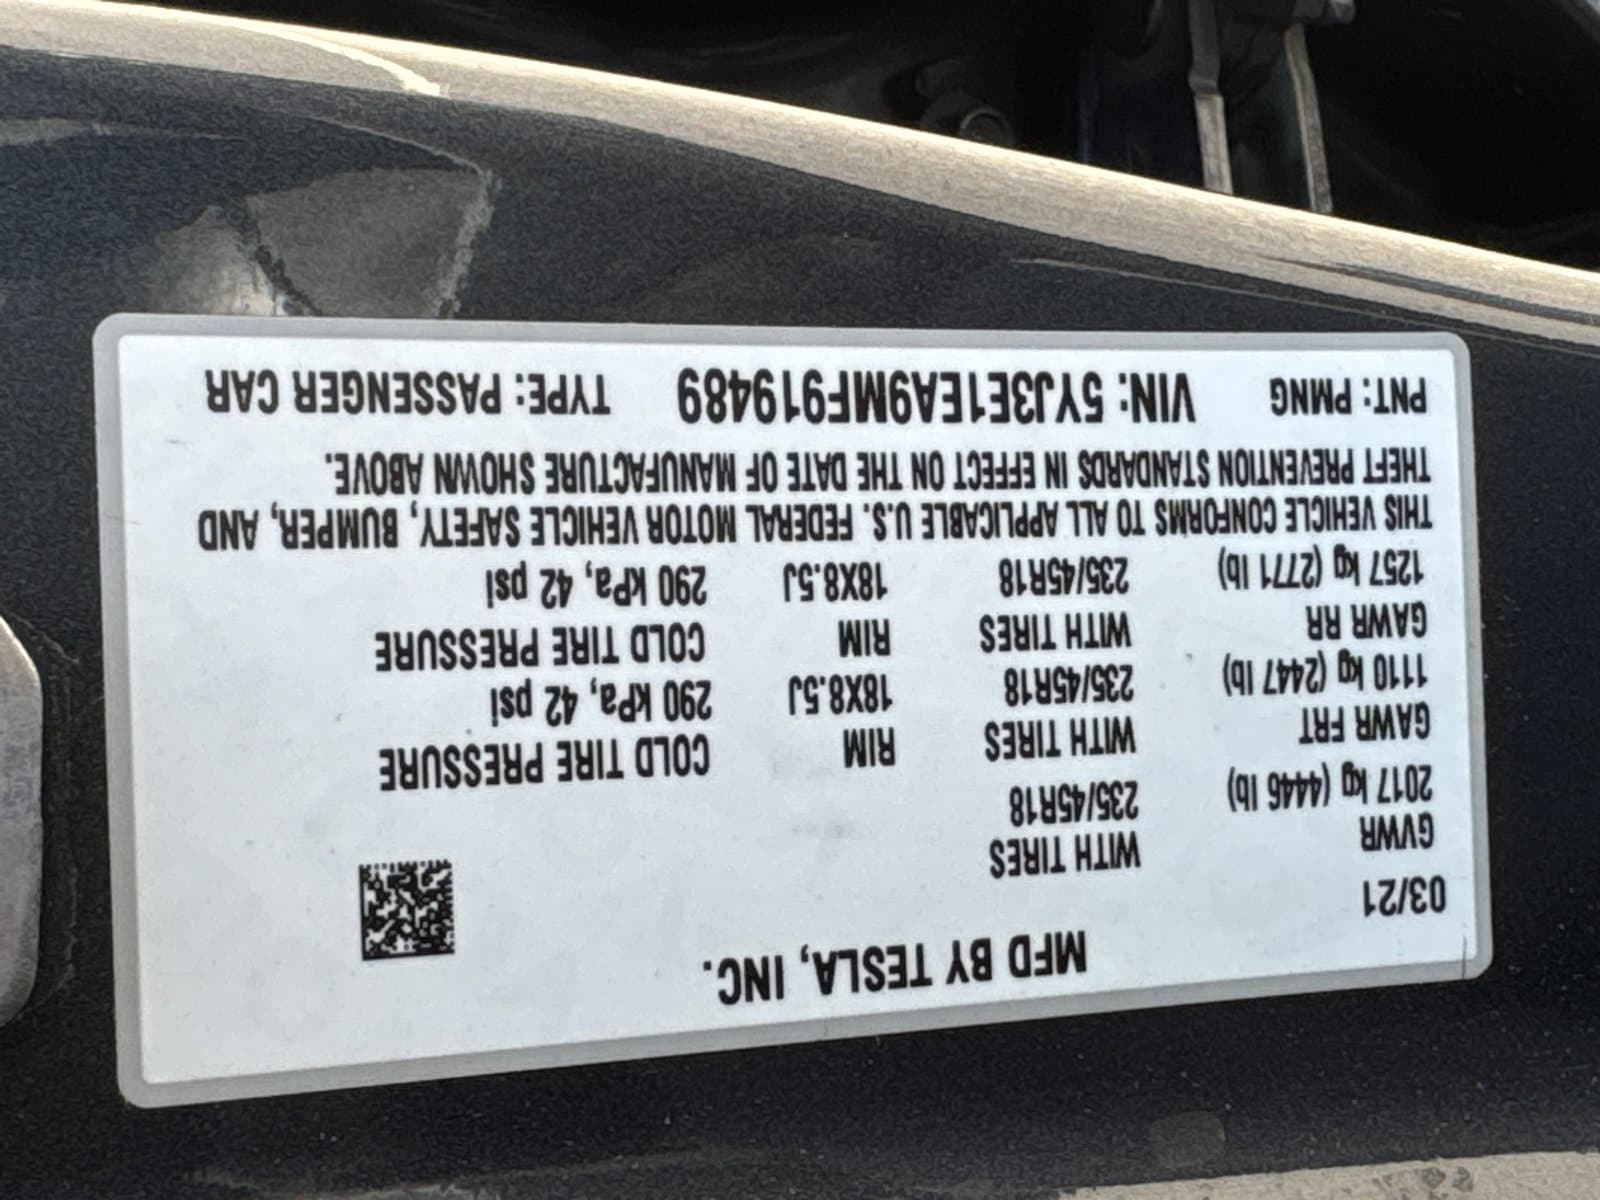 MFD BY TESLA, INC.
03/21
GVWR WITH TIRES
2017 kg (4446 lb) 235/45R18
GAWR FRT WITH TIRES RIM COLD TIRE PRESSURE
1110 kg (2447 lb) 235/45R18 18X8.5J 290 kPa, 42 psi
GAWR RR WITH TIRES RIM COLD TIRE PRESSURE
1257 kg (2771 lb) 235/45R18 18X8.5J 290 kPa, 42 psi
THIS VEHICLE CONFORMS TO ALL APPLICABLE U.S. FEDERAL MOTOR VEHICLE SAFETY, BUMPER, AND
THEFT PREVENTION STANDARDS IN EFFECT ON THE DATE OF MANUFACTURE SHOWN ABOVE.
PNT: PMNG VIN: 5YJ3E1EA9MF919489 TYPE: PASSENGER CAR